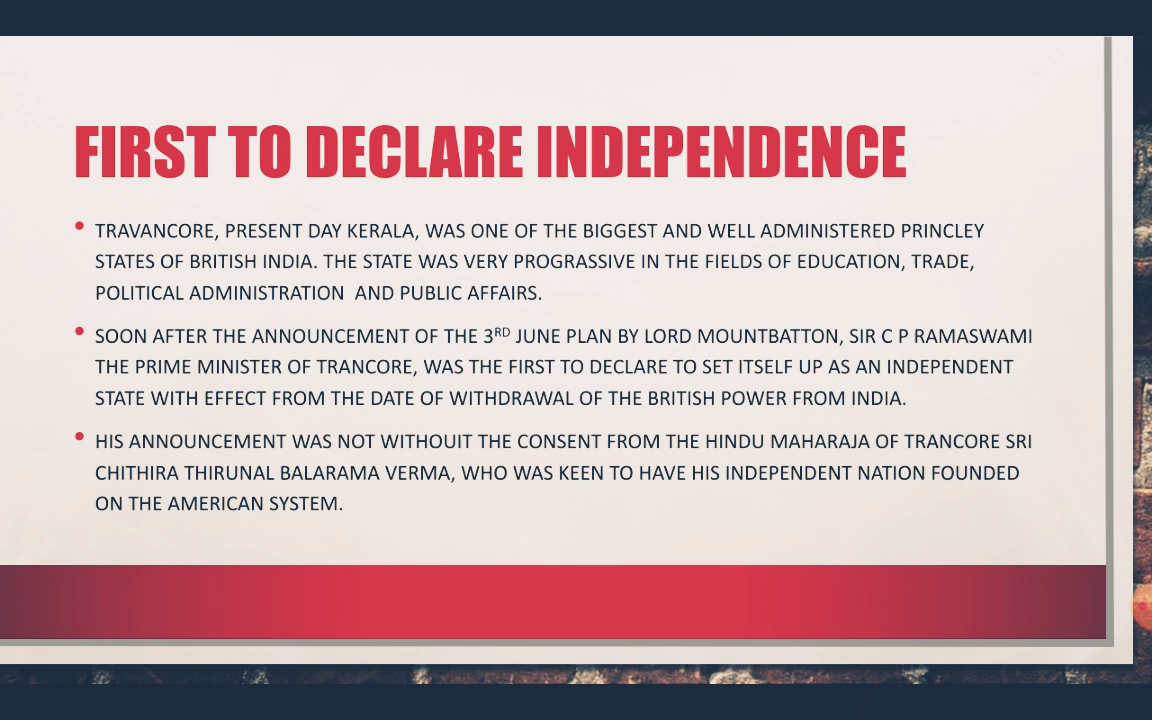 FIRST TO DECLARE INDEPENDENCE
• TRAVANCORE, PRESENT DAY KERALA, WAS ONE OF THE BIGGEST AND WELL ADMINISTERED PRINCLEY
STATES OF BRITISH INDIA. THE STATE WAS VERY PROGRASSIVE IN THE FIELDS OF EDUCATION, TRADE,
POLITICAL ADMINISTRATION  AND PUBLIC AFFAIRS.
• SOON AFTER THE ANNOUNCEMENT OF THE 3RD JUNE PLAN BY LORD MOUNTBATTON, SIR C P RAMASWAMI
THE PRIME MINISTER OF TRANCORE, WAS THE FIRST TO DECLARE TO SET ITSELF UP AS AN INDEPENDENT
STATE WITH EFFECT FROM THE DATE OF WITHDRAWAL OF THE BRITISH POWER FROM INDIA.
• HIS ANNOUNCEMENT WAS NOT WITHOUIT THE CONSENT FROM THE HINDU MAHARAJA OF TRANCORE SRI
CHITHIRA THIRUNAL BALARAMA VERMA, WHO WAS KEEN TO HAVE HIS INDEPENDENT NATION FOUNDED
ON THE AMERICAN SYSTEM.